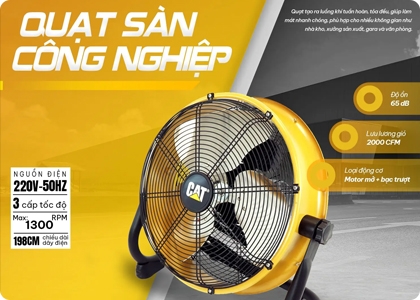 QUẠT SÀN
CÔNG NGHIỆP
Quạt tạo ra luồng khí tuần hoàn, tỏa đều, giúp làm
mát nhanh chóng, phù hợp cho nhiều không gian như
nhà kho, xưởng sản xuất, gara và văn phòng.
Độ ồn
65 dB
Lưu lượng gió
2000 CFM
Loại động cơ
Motor mở + bạc trượt
NGUỒN ĐIỆN
220V-50HZ
3 cấp tốc độ
Max: 1300 RPM
198CM chiều dài
dây điện
CAT